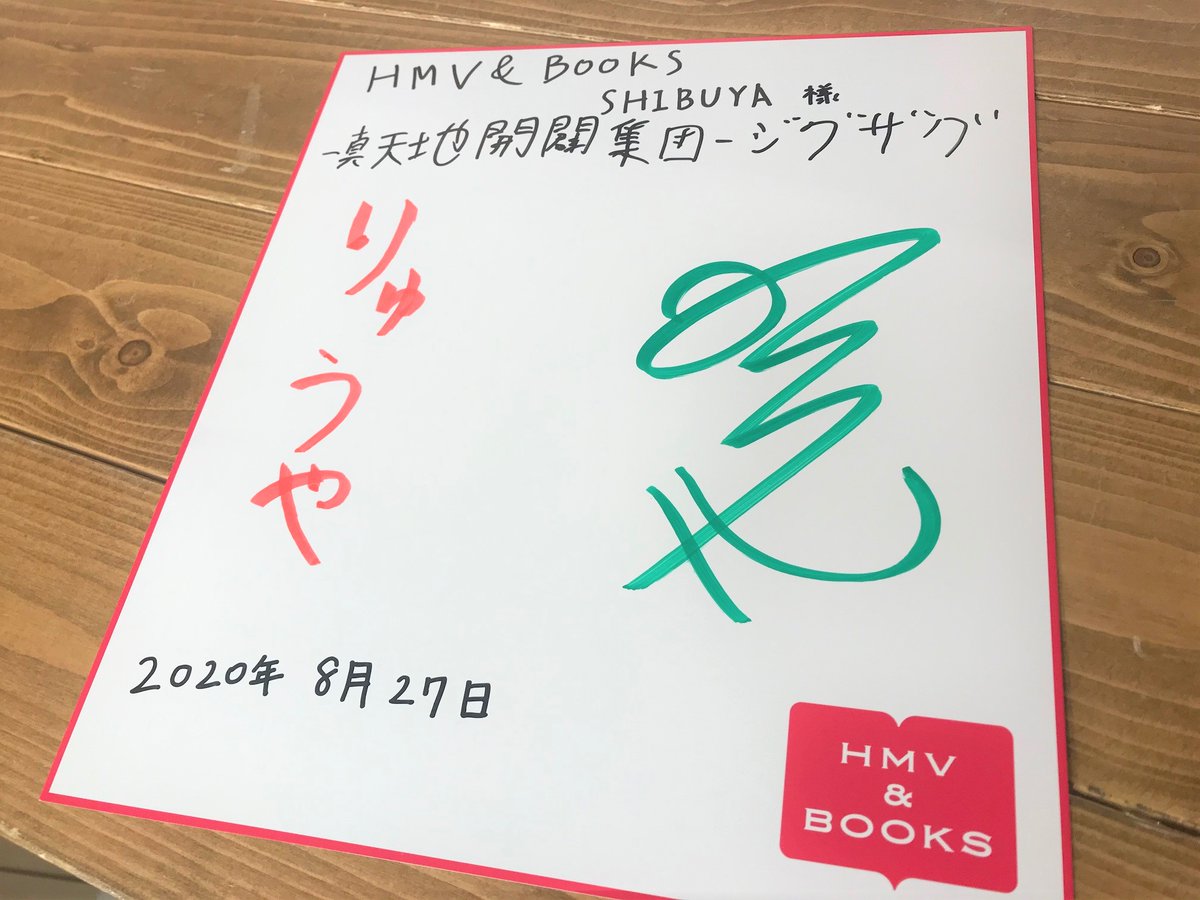 HMV & BOOKS
SHIBUYA 様
-真天地開闢集団-ジグザグ
りゅうや
2020年 8月27日
HMV
&
BOOKS